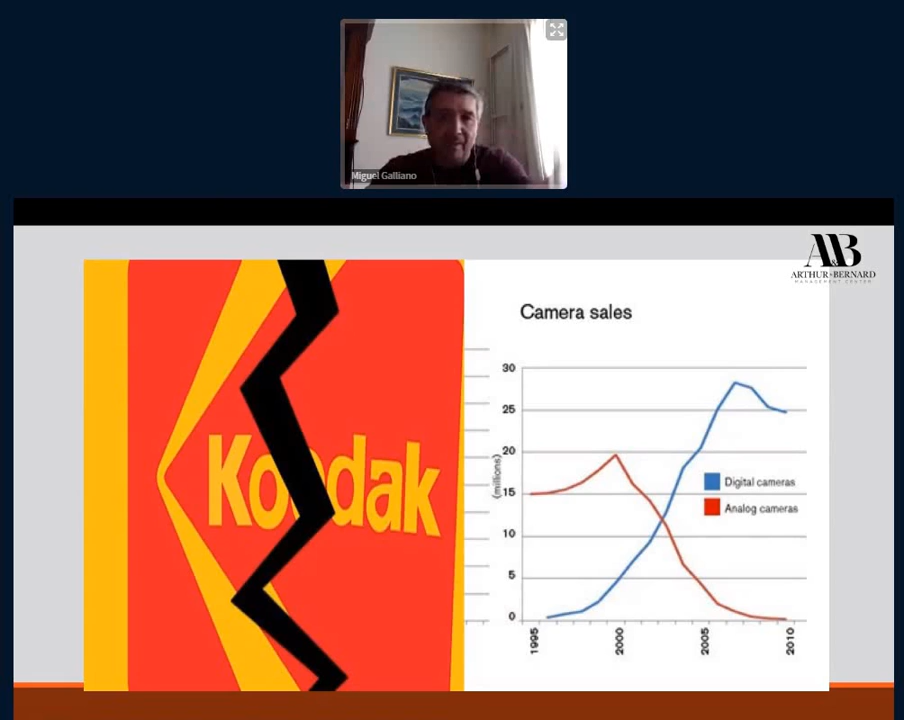 Miguel Galliano
A&B
ARTHUR & BERNARD
MANAGEMENT CENTER
Kodak
Camera sales
30
25
20
15
10
5
0
(millions)
Digital cameras
Analog cameras
1995
2000
2005
2010